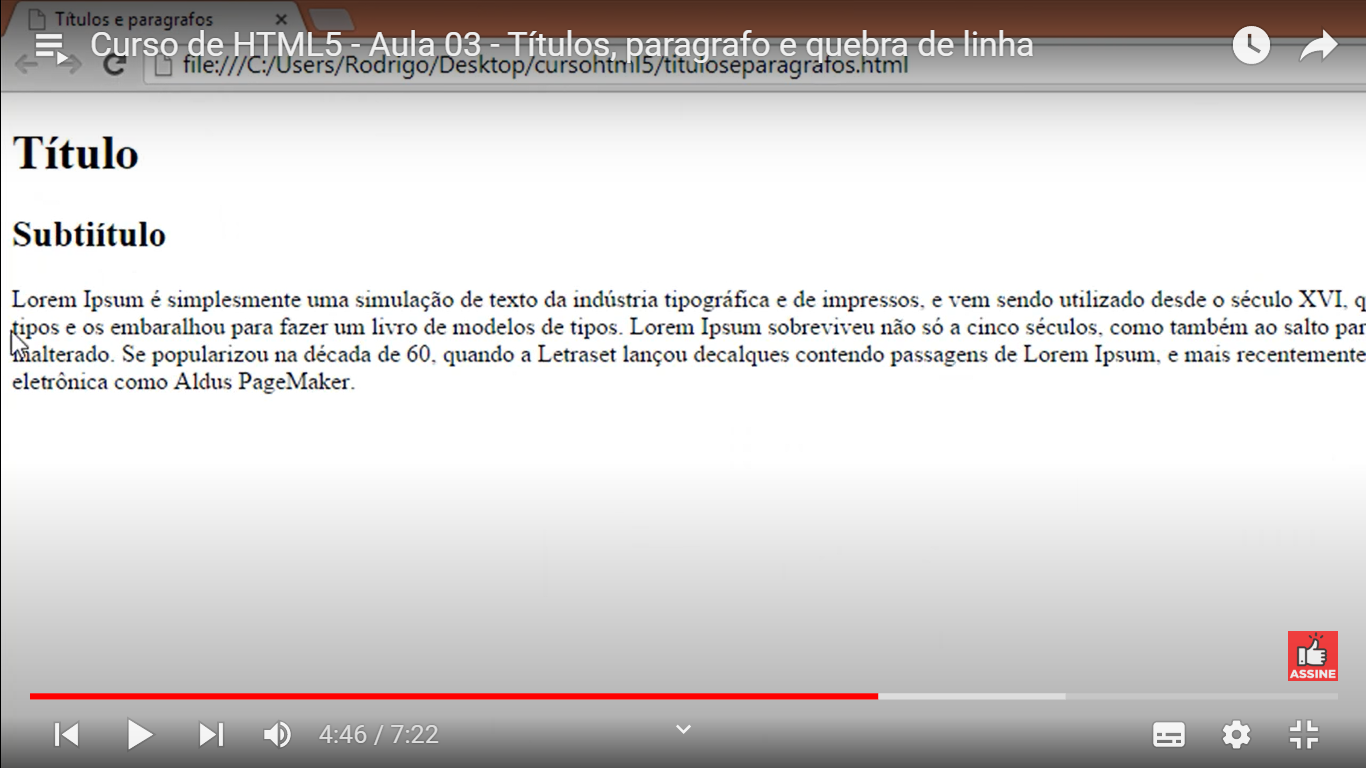 Títulos e paragrafos
Curso de HTML5 - Aula 03 - Títulos, paragrafo e quebra de linha
file:///C:/Users/Rodrigo/Desktop/cursohtml5/tituloseparagrafos.html
Título
Subtiítulo
Lorem Ipsum é simplesmente uma simulação de texto da indústria tipográfica e de impressos, e vem sendo utilizado desde o século XVI, q
tipos e os embaralhou para fazer um livro de modelos de tipos. Lorem Ipsum sobreviveu não só a cinco séculos, como também ao salto par
inalterado. Se popularizou na década de 60, quando a Letraset lançou decalques contendo passagens de Lorem Ipsum, e mais recentemente
eletrônica como Aldus PageMaker.
ASSINE
4:46 / 7:22